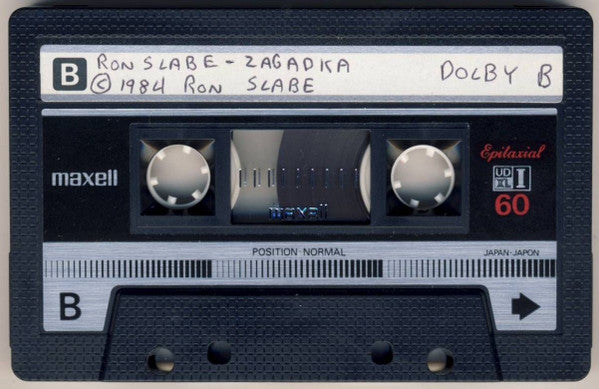 B RON SLABE - ZAGADKA DOLBY B
© 1984 RON SLABE
maxell
Epitaxial
UD XL I
60
maxell
POSITION NORMAL
JAPAN-JAPON
B